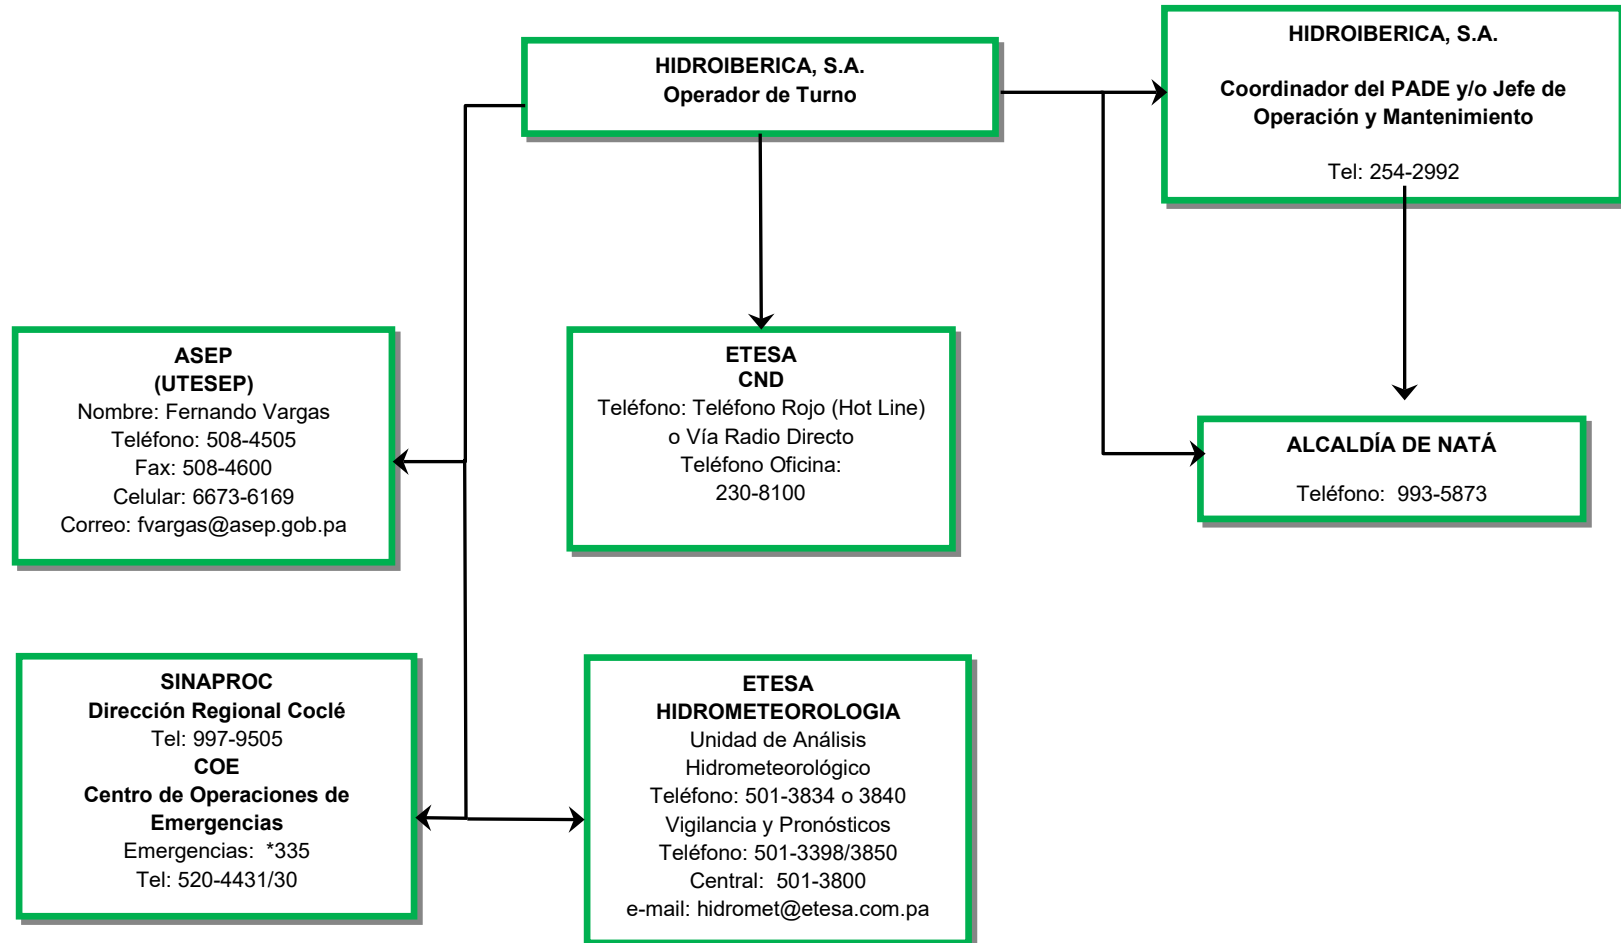 HIDROIBERICA, S.A.
Operador de Turno
HIDROIBERICA, S.A.
Coordinador del PADE y/o Jefe de
Operación y Mantenimiento
Tel: 254-2992
ASEP
(UTESEP)
Nombre: Fernando Vargas
Teléfono: 508-4505
Fax: 508-4600
Celular: 6673-6169
Correo: fvargas@asep.gob.pa
ETESA
CND
Teléfono: Teléfono Rojo (Hot Line)
o Vía Radio Directo
Teléfono Oficina:
230-8100
ALCALDÍA DE NATÁ
Teléfono:  993-5873
SINAPROC
Dirección Regional Coclé
Tel: 997-9505
COE
Centro de Operaciones de
Emergencias
Emergencias:  *335
Tel: 520-4431/30
ETESA
HIDROMETEOROLOGIA
Unidad de Análisis
Hidrometeorológico
Teléfono: 501-3834 o 3840
Vigilancia y Pronósticos
Teléfono: 501-3398/3850
Central:  501-3800
e-mail: hidromet@etesa.com.pa